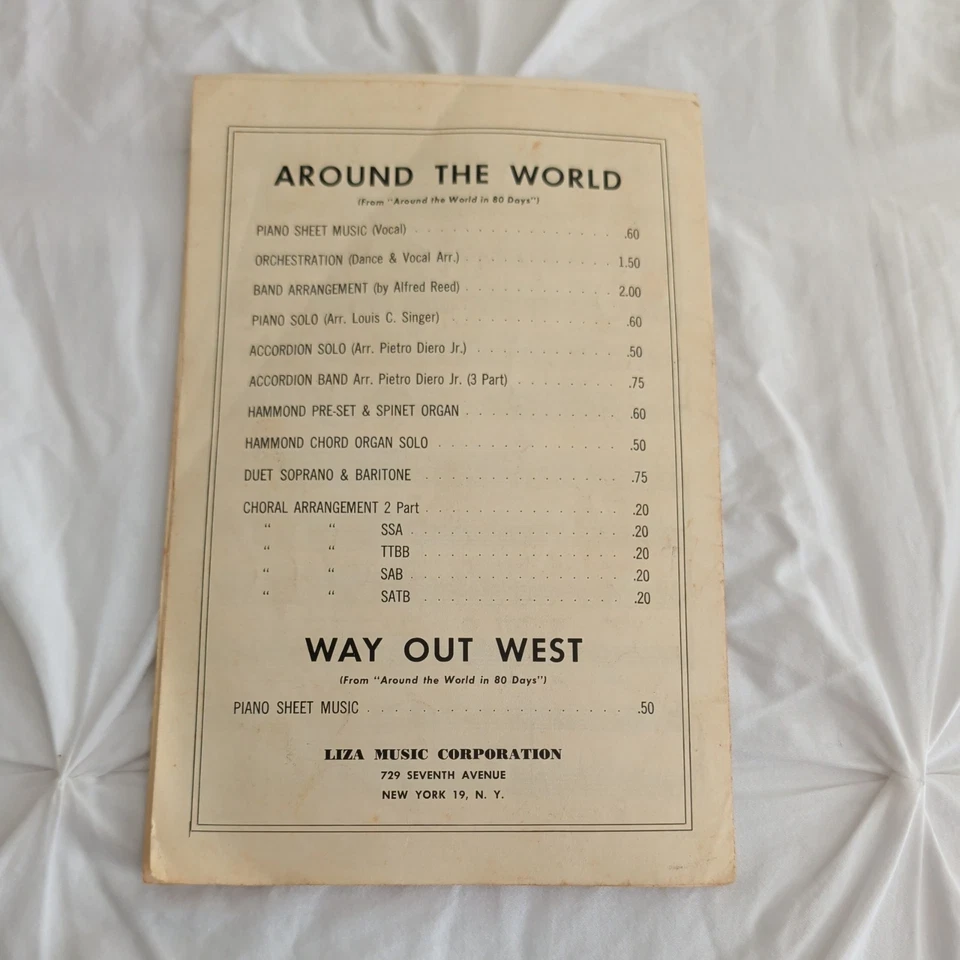 AROUND THE WORLD
(From "Around the World in 80 Days")
PIANO SHEET MUSIC (Vocal) . . . . . . . . . . . . . . . .60
ORCHESTRATION (Dance & Vocal Arr.) . . . . . . . . . . . 1.50
BAND ARRANGEMENT (by Alfred Reed) . . . . . . . . . . . 2.00
PIANO SOLO (Arr. Louis C. Singer) . . . . . . . . . . . . .60
ACCORDION SOLO (Arr. Pietro Diero Jr.) . . . . . . . . . . .50
ACCORDION BAND Arr. Pietro Diero Jr. (3 Part) . . . . . . . . .75
HAMMOND PRE-SET & SPINET ORGAN . . . . . . . . . . . .60
HAMMOND CHORD ORGAN SOLO . . . . . . . . . . . . . .50
DUET SOPRANO & BARITONE . . . . . . . . . . . . . . .75
CHORAL ARRANGEMENT 2 Part . . . . . . . . . . . . . . .20
" " SSA . . . . . . . . . . . . . . . . .20
" " TTBB . . . . . . . . . . . . . . . .20
" " SAB . . . . . . . . . . . . . . . . .20
" " SATB . . . . . . . . . . . . . . . .20
WAY OUT WEST
(From "Around the World in 80 Days")
PIANO SHEET MUSIC . . . . . . . . . . . . . . . . . . . .50
LIZA MUSIC CORPORATION
729 SEVENTH AVENUE
NEW YORK 19, N. Y.